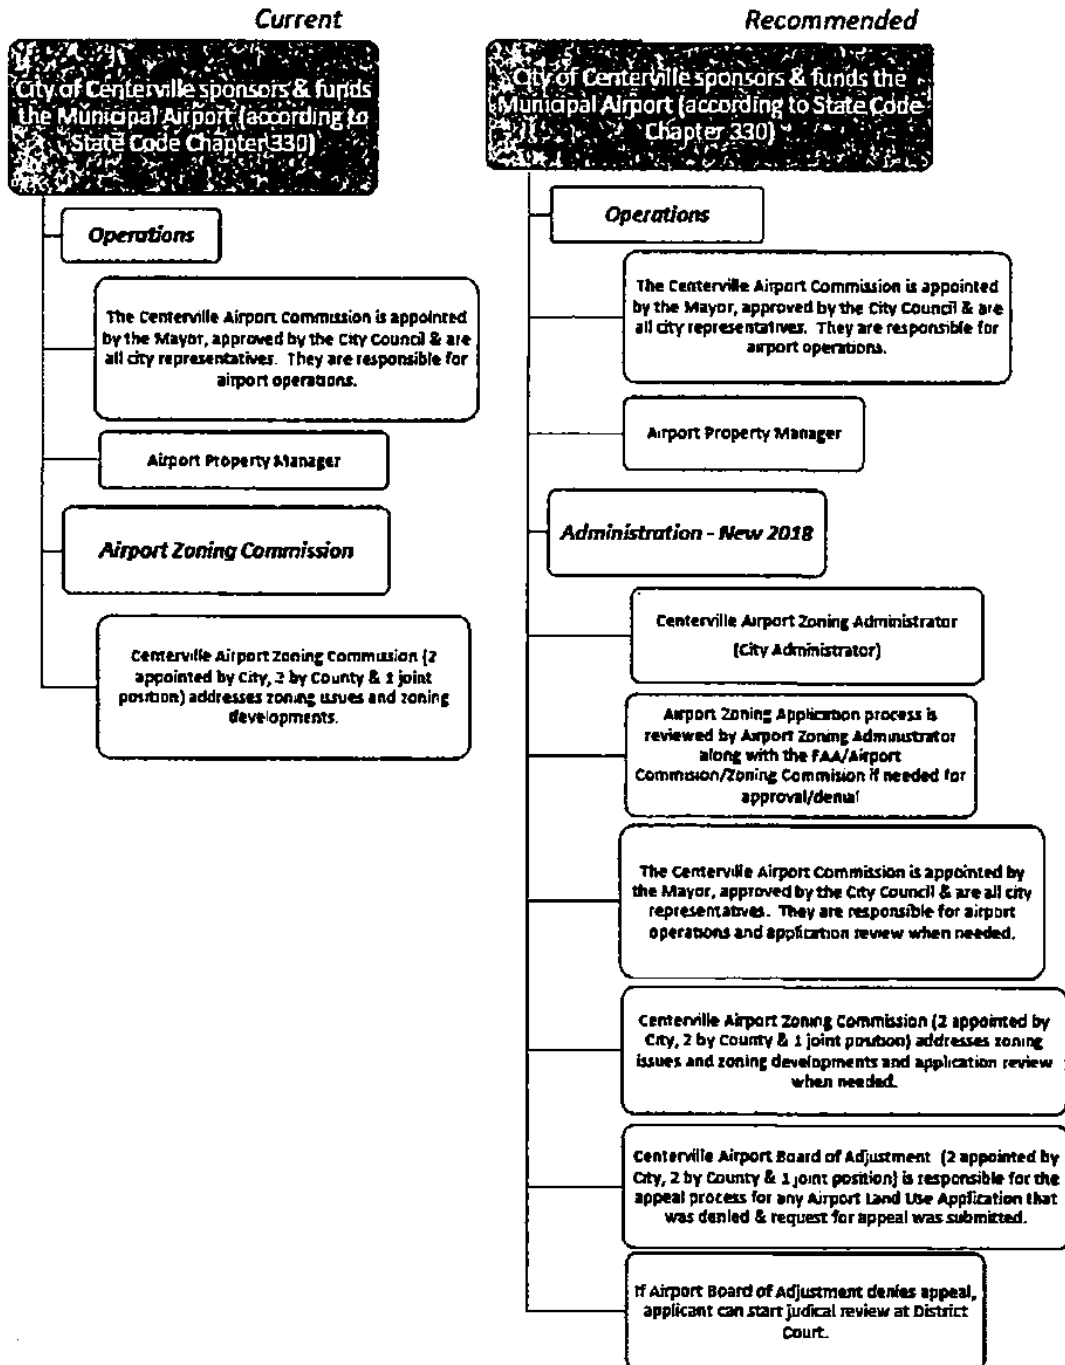 Current
City of Centerville sponsors & funds
the Municipal Airport (according to
State Code Chapter 330)
Operations
The Centerville Airport Commission is appointed
by the Mayor, approved by the City Council & are
all city representatives. They are responsible for
airport operations.
Airport Property Manager
Airport Zoning Commission
Centerville Airport Zoning Commission (2
appointed by City, 2 by County & 1 joint
position) addresses zoning issues and zoning
developments.
Recommended
City of Centerville sponsors & funds the
Municipal Airport (according to State Code
Chapter 330)
Operations
The Centerville Airport Commission is appointed
by the Mayor, approved by the City Council & are
all city representatives. They are responsible for
airport operations.
Airport Property Manager
Administration - New 2018
Centerville Airport Zoning Administrator
(City Administrator)
Airport Zoning Application process is
reviewed by Airport Zoning Administrator
along with the FAA/Airport
Commision/Zoning Commision if needed for
approval/denial
The Centerville Airport Commission is appointed by
the Mayor, approved by the City Council & are all city
representatives. They are responsible for airport
operations and application review when needed.
Centerville Airport Zoning Commission (2 appointed by
City, 2 by County & 1 joint position) addresses zoning
issues and zoning developments and application review
when needed.
Centerville Airport Board of Adjustment (2 appointed by
City, 2 by County & 1 joint position) is responsible for the
appeal process for any Airport Land Use Application that
was denied & request for appeal was submitted.
If Airport Board of Adjustment denies appeal,
applicant can start judical review at District
Court.